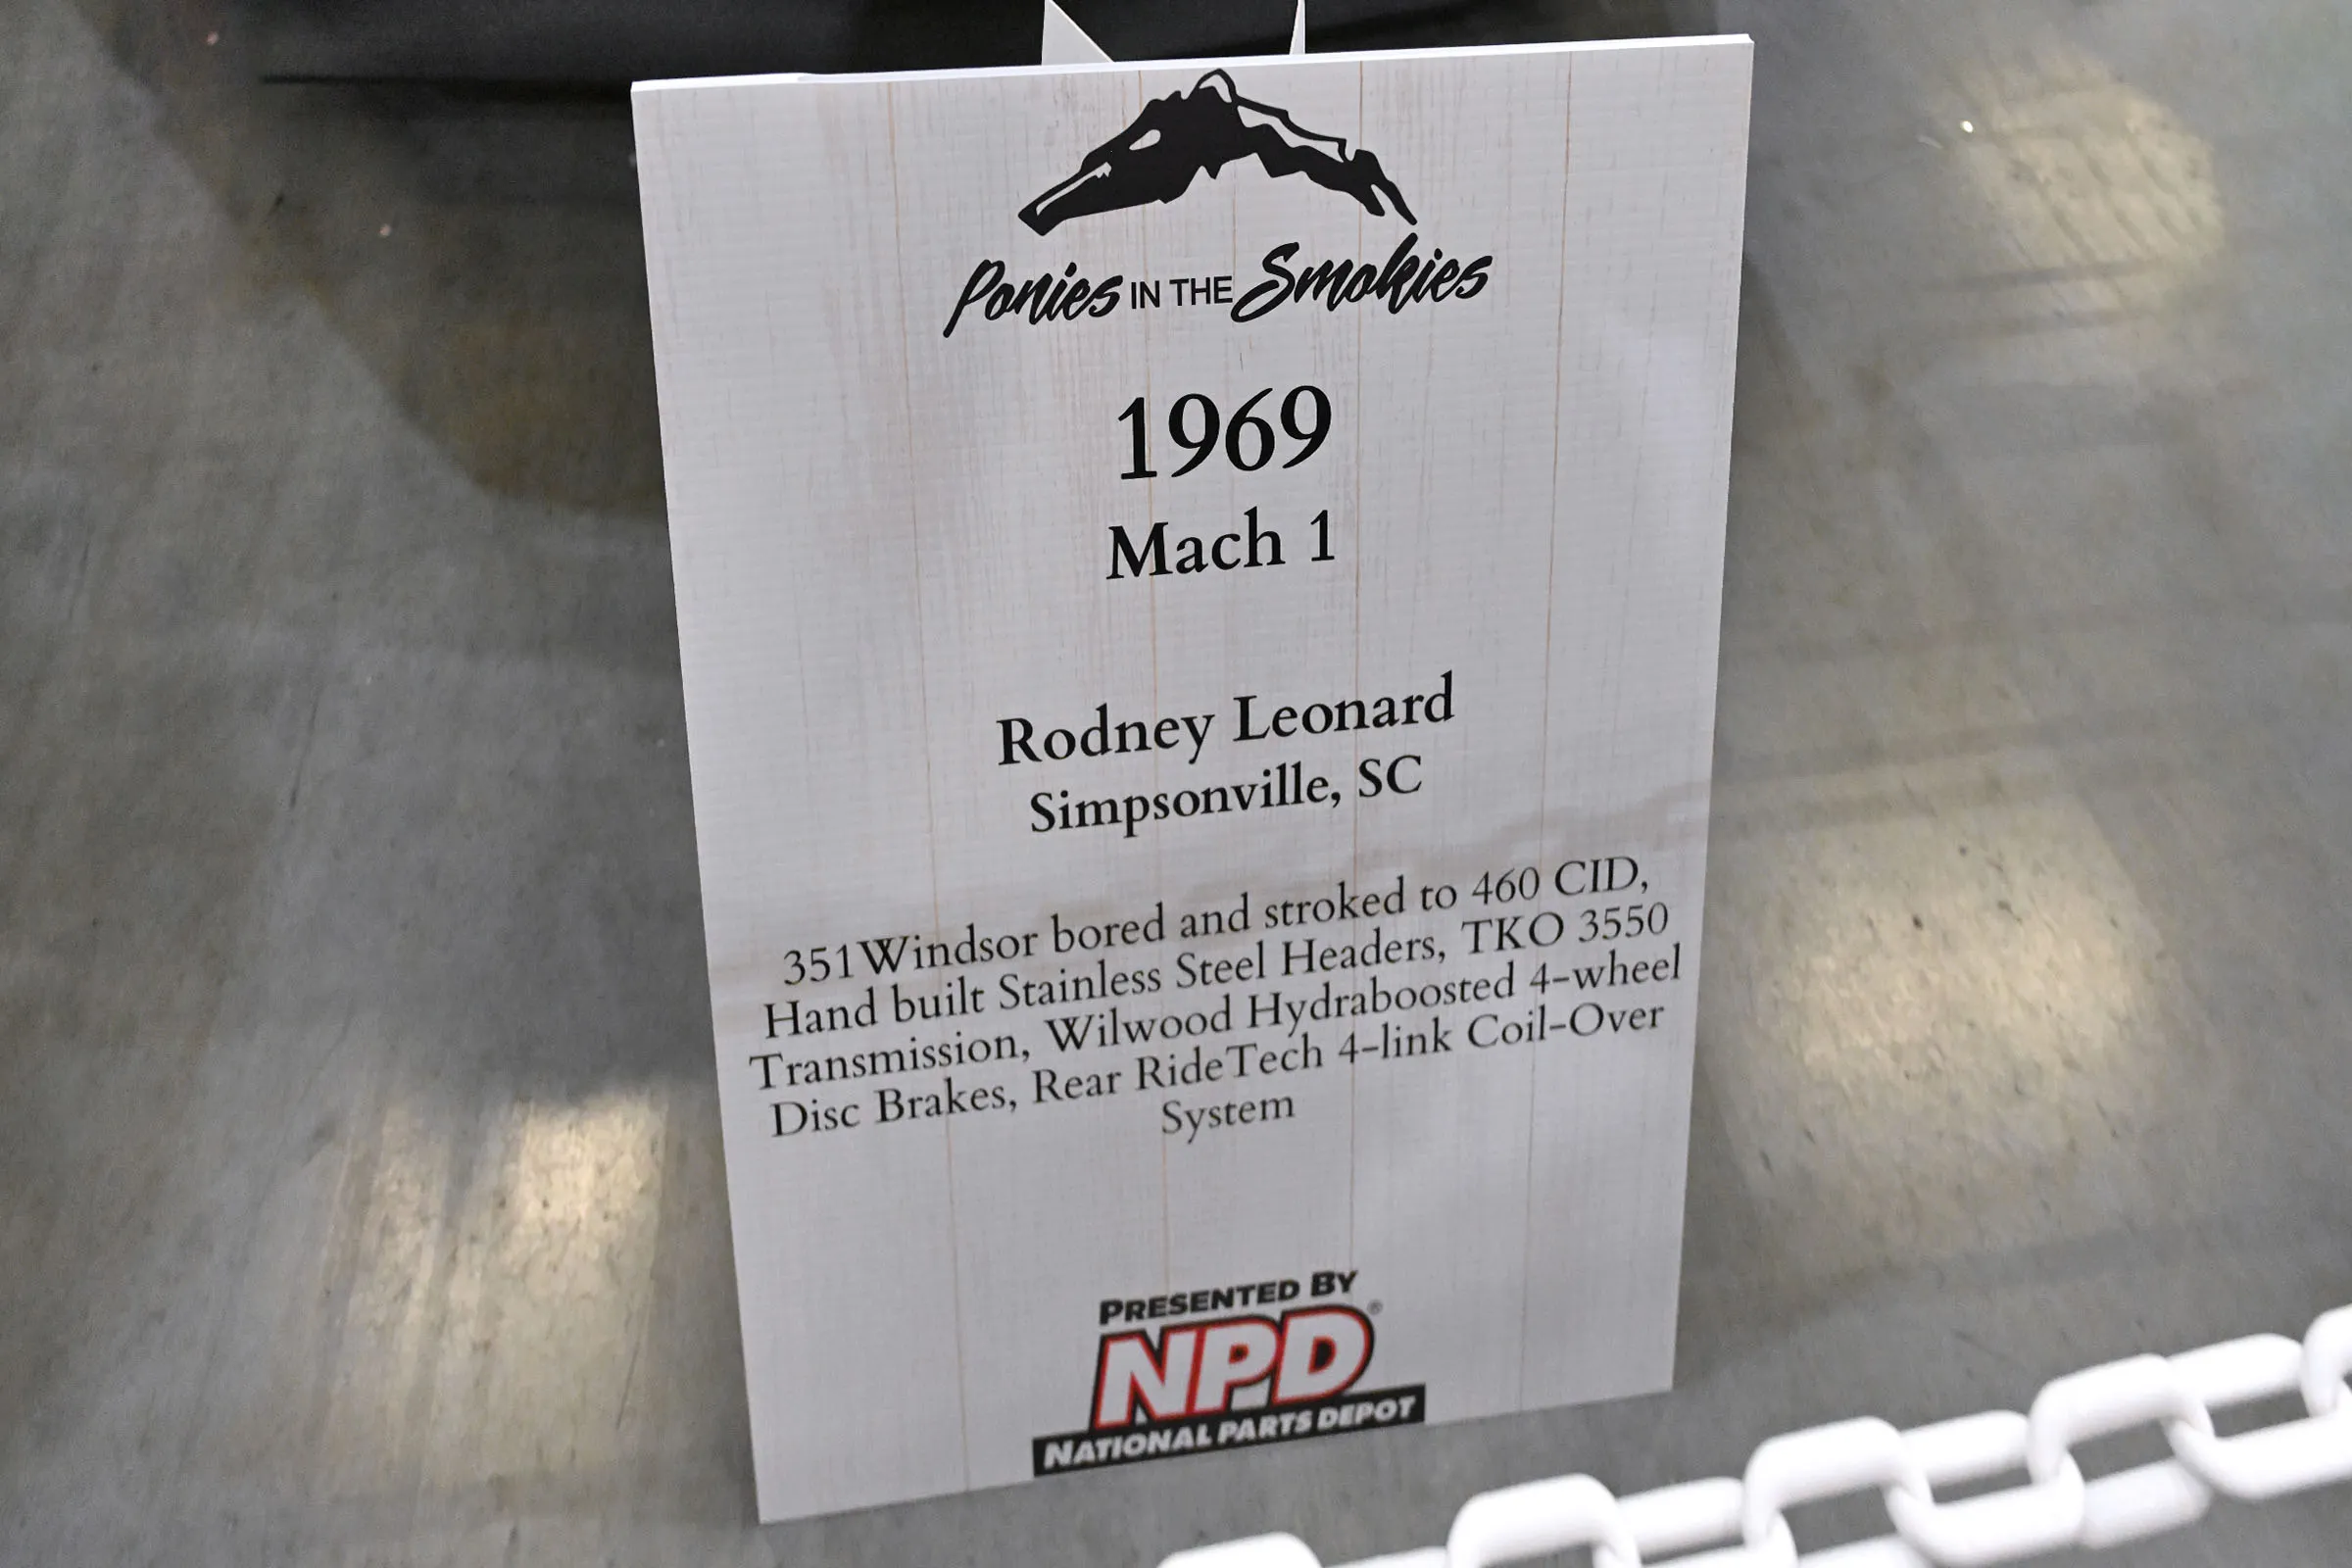 Ponies IN THE Smokies
1969
Mach 1
Rodney Leonard
Simpsonville, SC
351Windsor bored and stroked to 460 CID,
Hand built Stainless Steel Headers, TKO 3550
Transmission, Wilwood Hydraboosted 4-wheel
Disc Brakes, Rear RideTech 4-link Coil-Over
System
PRESENTED BY
NPD®
NATIONAL PARTS DEPOT